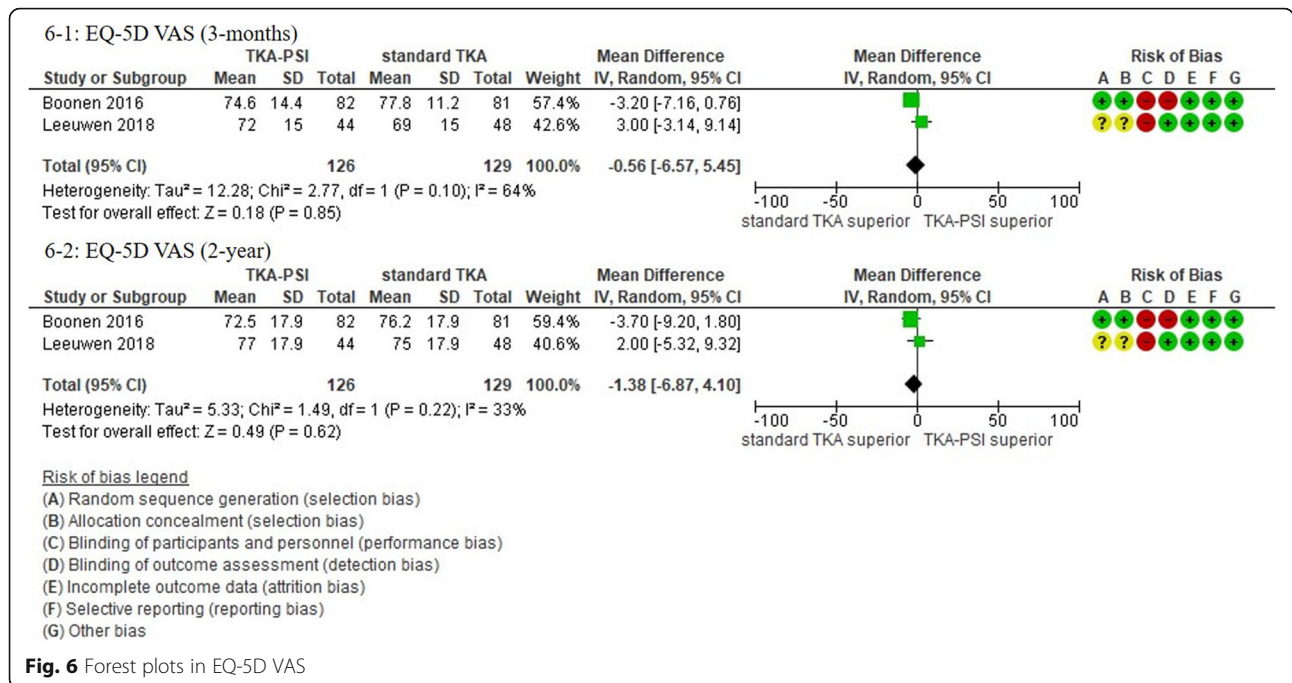 6-1: EQ-5D VAS (3-months)
TKA-PSI standard TKA Mean Difference Mean Difference Risk of Bias
Study or Subgroup Mean SD Total Mean SD Total Weight IV, Random, 95% CI IV, Random, 95% CI A B C D E F G
Boonen 2016 74.6 14.4 82 77.8 11.2 81 57.4% -3.20 [-7.16, 0.76] + + - - + + +
Leeuwen 2018 72 15 44 69 15 48 42.6% 3.00 [-3.14, 9.14] ? ? - + + + +
Total (95% CI) 126 129 100.0% -0.56 [-6.57, 5.45]
Heterogeneity: Tau² = 12.28; Chi² = 2.77, df = 1 (P = 0.10); I² = 64%
Test for overall effect: Z = 0.18 (P = 0.85)
-100 -50 0 50 100
standard TKA superior TKA-PSI superior
6-2: EQ-5D VAS (2-year)
TKA-PSI standard TKA Mean Difference Mean Difference Risk of Bias
Study or Subgroup Mean SD Total Mean SD Total Weight IV, Random, 95% CI IV, Random, 95% CI A B C D E F G
Boonen 2016 72.5 17.9 82 76.2 17.9 81 59.4% -3.70 [-9.20, 1.80] + + - - + + +
Leeuwen 2018 77 17.9 44 75 17.9 48 40.6% 2.00 [-5.32, 9.32] ? ? - + + + +
Total (95% CI) 126 129 100.0% -1.38 [-6.87, 4.10]
Heterogeneity: Tau² = 5.33; Chi² = 1.49, df = 1 (P = 0.22); I² = 33%
Test for overall effect: Z = 0.49 (P = 0.62)
-100 -50 0 50 100
standard TKA superior TKA-PSI superior
Risk of bias legend
(A) Random sequence generation (selection bias)
(B) Allocation concealment (selection bias)
(C) Blinding of participants and personnel (performance bias)
(D) Blinding of outcome assessment (detection bias)
(E) Incomplete outcome data (attrition bias)
(F) Selective reporting (reporting bias)
(G) Other bias
Fig. 6 Forest plots in EQ-5D VAS